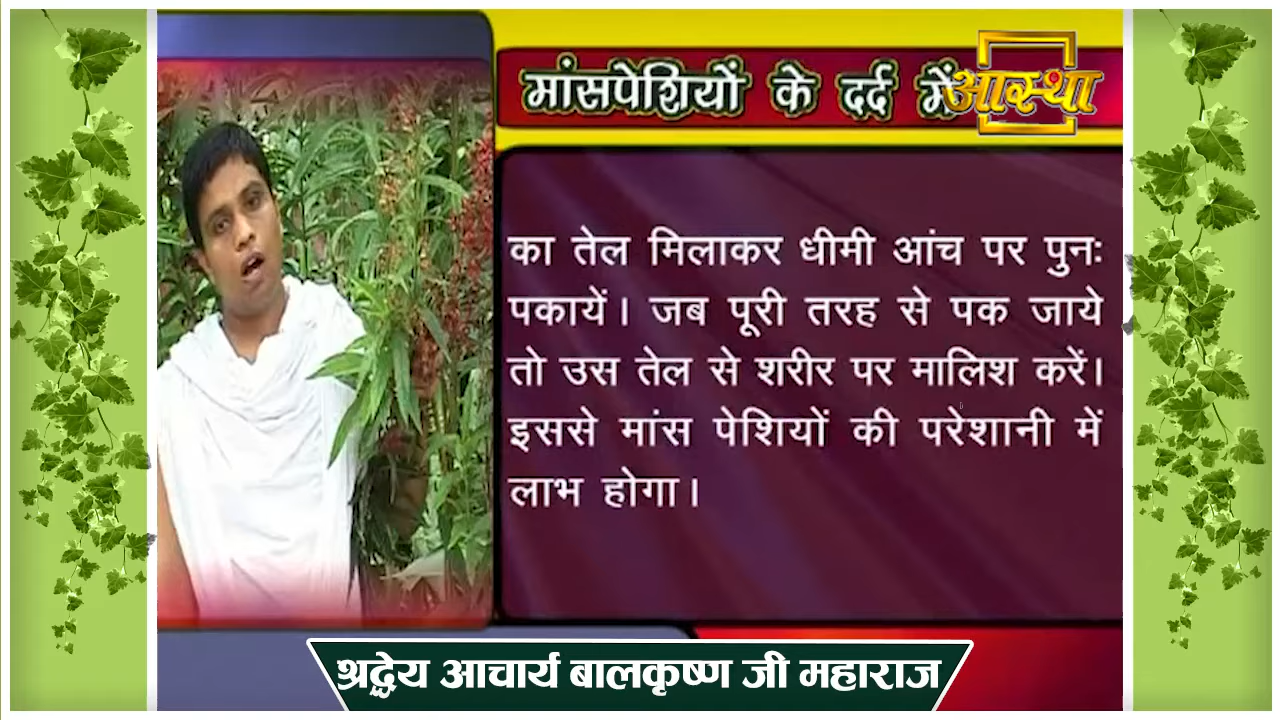 मांसपेशियों के दर्द में
आस्था
का तेल मिलाकर धीमी आंच पर पुनः
पकायें। जब पूरी तरह से पक जाये
तो उस तेल से शरीर पर मालिश करें।
इससे मांस पेशियों की परेशानी में
लाभ होगा।
श्रद्धेय आचार्य बालकृष्ण जी महाराज